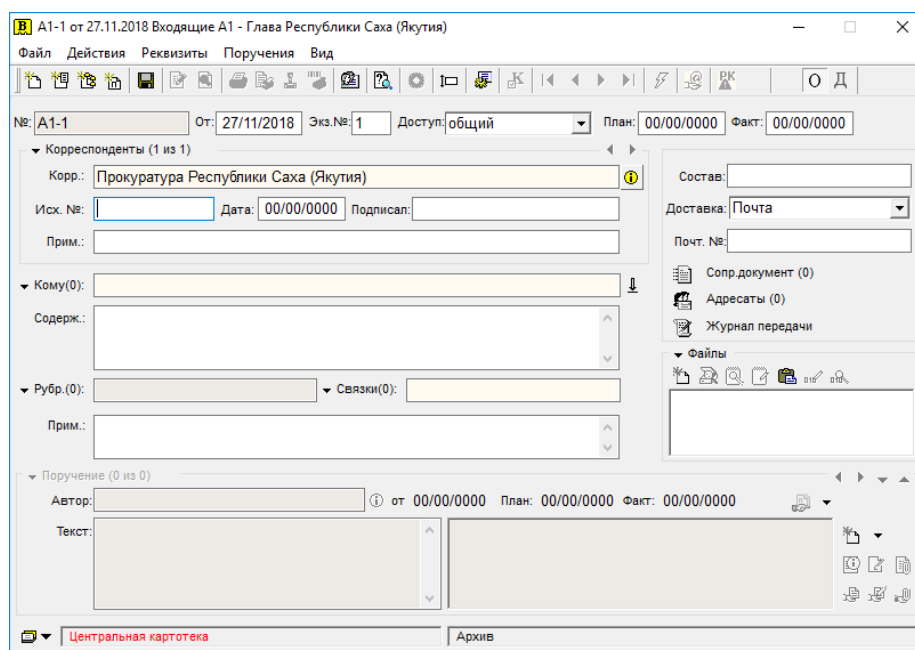 А1-1 от 27.11.2018 Входящие А1 - Глава Республики Саха (Якутия)
Файл Действия Реквизиты Поручения Вид
О Д
№: А1-1 От: 27/11/2018 Экз.№: 1 Доступ: общий План: 00/00/0000 Факт: 00/00/0000
Корреспонденты (1 из 1)
Корр.: Прокуратура Республики Саха (Якутия)
Состав:
Исх. №: Дата: 00/00/0000 Подписал:
Доставка: Почта
Прим.:
Почт. №:
Кому(0):
Сопр.документ (0)
Адресаты (0)
Содерж.:
Журнал передачи
Файлы
Рубр.(0): Связки(0):
Прим.:
Поручение (0 из 0)
Автор: от 00/00/0000 План: 00/00/0000 Факт: 00/00/0000
Текст:
Центральная картотека Архив